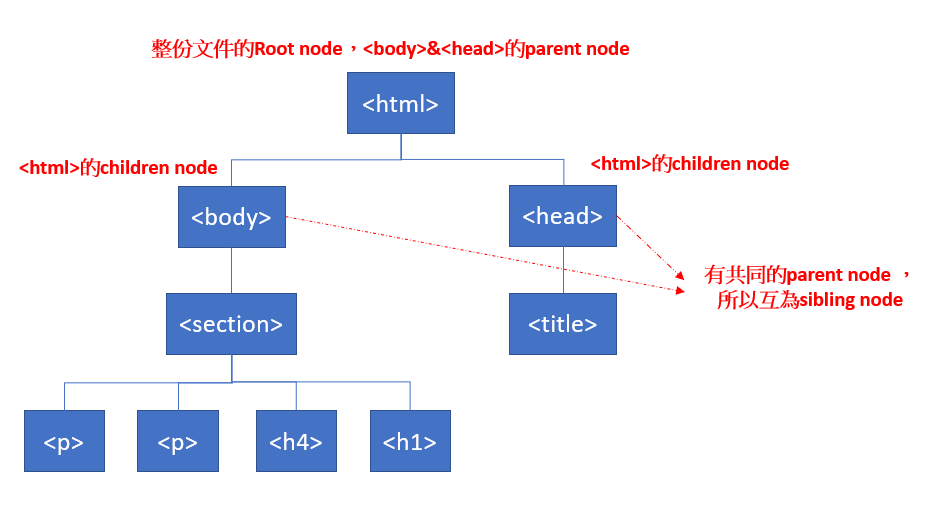 整份文件的Root node，<body>&<head>的parent node
<html>
<html>的children node
<html>的children node
<body>
<head>
有共同的parent node ，
所以互為sibling node
<section>
<title>
<p>
<p>
<h4>
<h1>